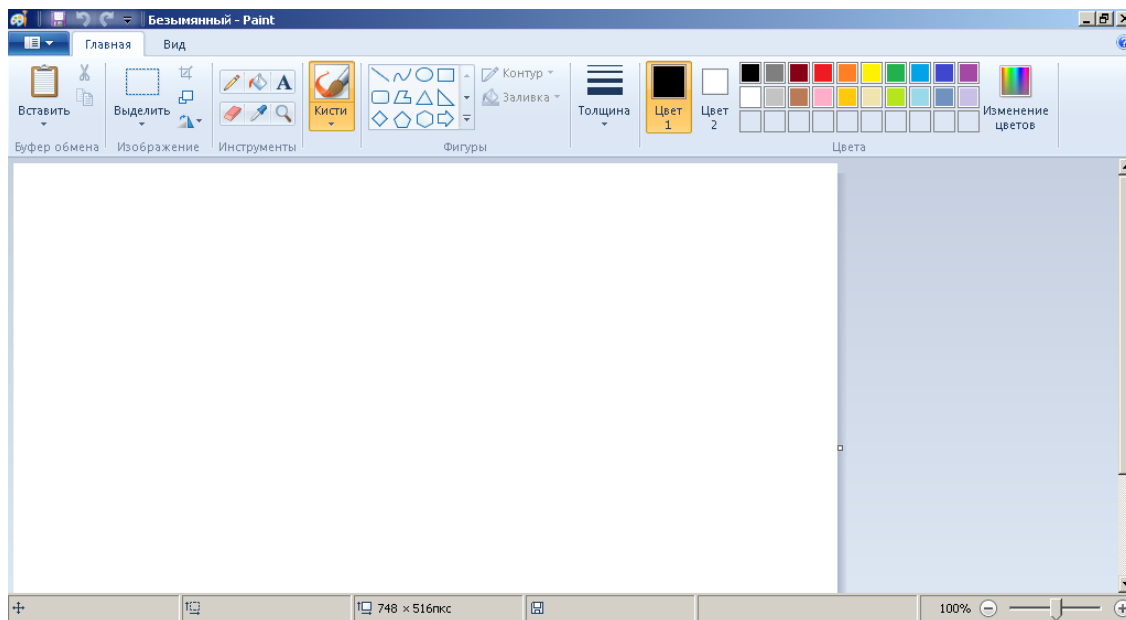 Безымянный - Paint
Главная Вид
Вставить Выделить A Кисти Контур Заливка Толщина Цвет 1 Цвет 2 Изменение цветов
Буфер обмена Изображение Инструменты Фигуры Цвета
748 × 516пкс 100%